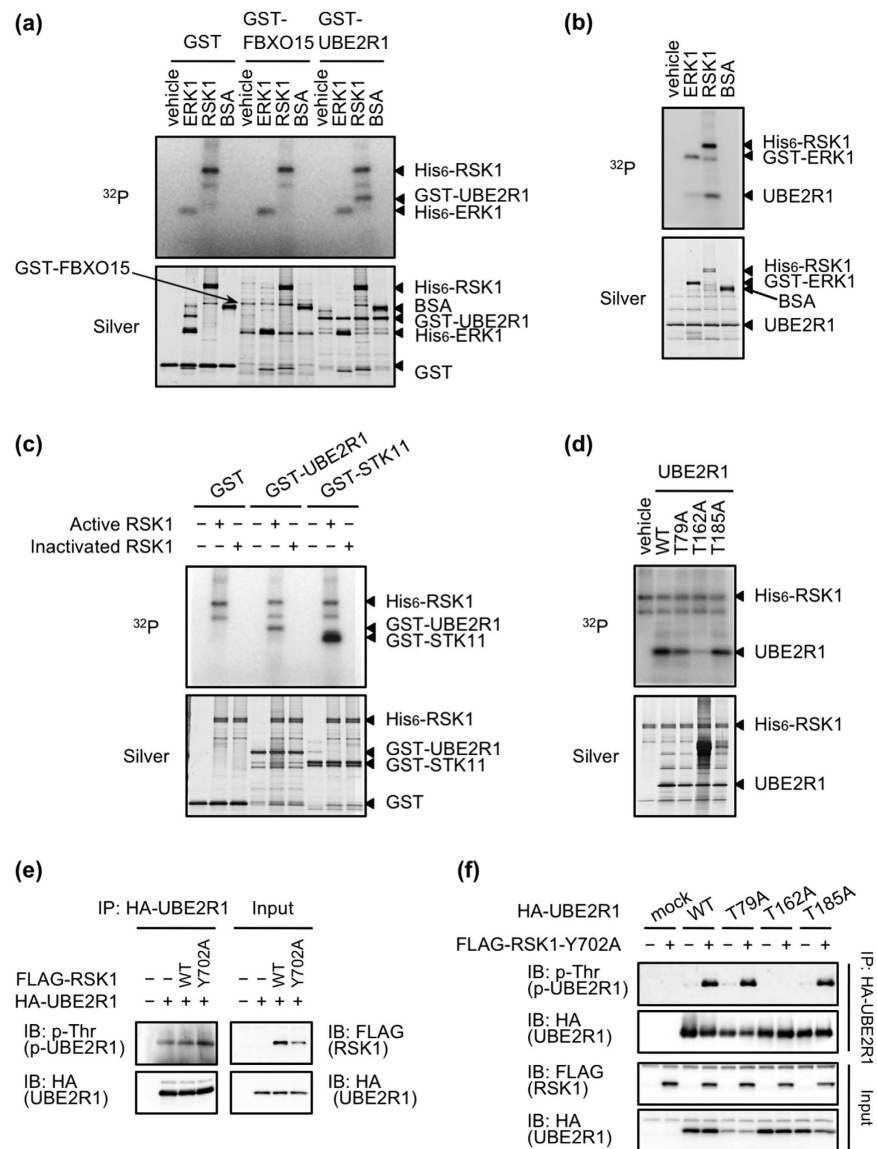 (a)
GST
GST-
FBXO15
GST-
UBE2R1
vehicle
ERK1
RSK1
BSA
vehicle
ERK1
RSK1
BSA
vehicle
ERK1
RSK1
BSA
32P
His6-RSK1
GST-UBE2R1
His6-ERK1
GST-FBXO15
Silver
His6-RSK1
BSA
GST-UBE2R1
His6-ERK1
GST
(b)
vehicle
ERK1
RSK1
BSA
32P
His6-RSK1
GST-ERK1
UBE2R1
Silver
His6-RSK1
GST-ERK1
BSA
UBE2R1
(c)
GST
GST-UBE2R1
GST-STK11
Active RSK1 – + – – + – – + –
Inactivated RSK1 – – + – – + – – +
32P
His6-RSK1
GST-UBE2R1
GST-STK11
Silver
His6-RSK1
GST-UBE2R1
GST-STK11
GST
(d)
UBE2R1
vehicle
WT
T79A
T162A
T185A
32P
His6-RSK1
UBE2R1
Silver
His6-RSK1
UBE2R1
(e)
IP: HA-UBE2R1 Input
FLAG-RSK1 – – WT Y702A – – WT Y702A
HA-UBE2R1 – + + + – + + +
IB: p-Thr
(p-UBE2R1)
IB: FLAG
(RSK1)
IB: HA
(UBE2R1)
IB: HA
(UBE2R1)
(f)
HA-UBE2R1 mock WT T79A T162A T185A
FLAG-RSK1-Y702A – + – + – + – + – +
IB: p-Thr
(p-UBE2R1)
IB: HA
(UBE2R1)
IP: HA-UBE2R1
IB: FLAG
(RSK1)
IB: HA
(UBE2R1)
Input